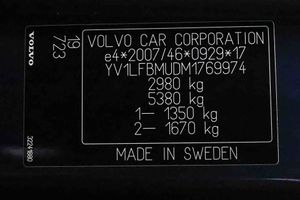 VOLVO
19
723
VOLVO CAR CORPORATION
e4*2007/46*0929*17
YV1LFBMUDM1769974
2980 kg
5380 kg
1– 1350 kg
2– 1670 kg
MADE IN SWEDEN